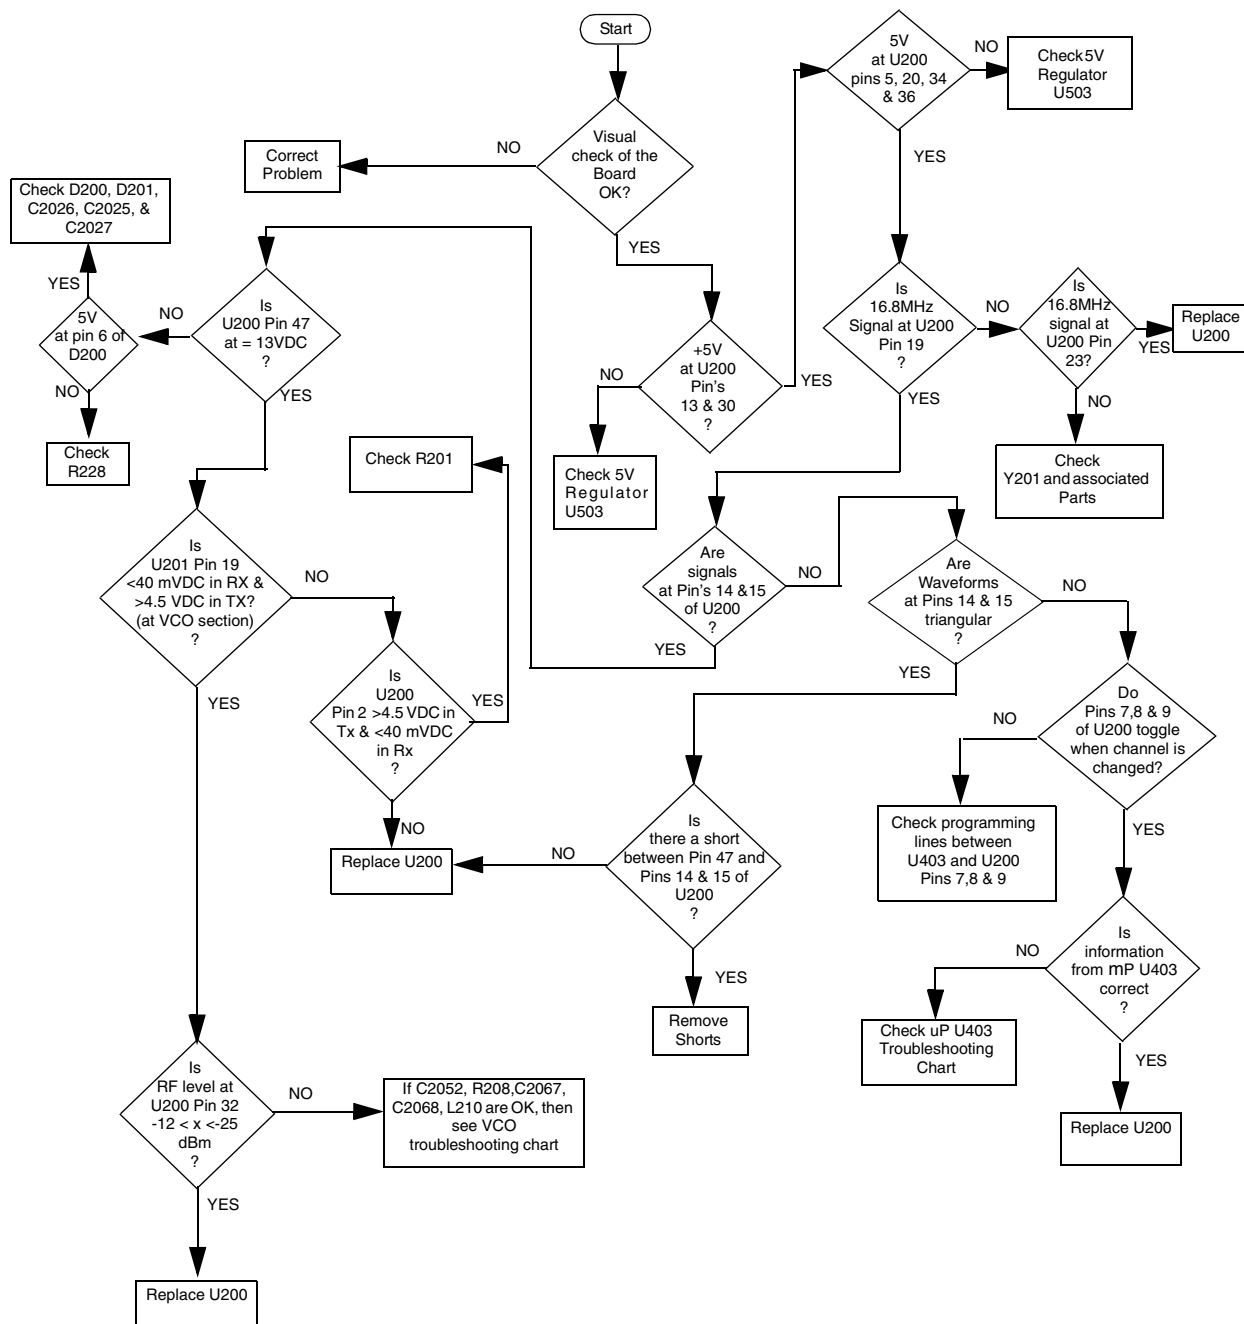 Start
Visual
check of the
Board
OK?
NO
Correct
Problem
YES
+5V
at U200
Pin's
13 & 30
?
NO
Check 5V
Regulator
U503
YES
5V
at U200
pins 5, 20, 34
& 36
NO
Check 5V
Regulator
U503
YES
Is
16.8MHz
Signal at U200
Pin 19
?
NO
Is
16.8MHz
signal at
U200 Pin
23?
YES
Replace
U200
NO
Check
Y201 and associated
Parts
YES
Are
signals
at Pin's 14 &15
of U200
?
NO
Are
Waveforms
at Pins 14 & 15
triangular
?
NO
Do
Pins 7,8 & 9
of U200 toggle
when channel is
changed?
NO
Check programming
lines between
U403 and U200
Pins 7,8 & 9
YES
Is
information
from mP U403
correct
?
NO
Check uP U403
Troubleshooting
Chart
YES
Replace U200
YES
Is
there a short
between Pin 47 and
Pins 14 & 15 of
U200
?
NO
YES
Remove
Shorts
YES
Is
U200 Pin 47
at = 13VDC
?
NO
5V
at pin 6 of
D200
YES
Check D200, D201,
C2026, C2025, &
C2027
NO
Check
R228
YES
Is
U201 Pin 19
<40 mVDC in RX &
>4.5 VDC in TX?
(at VCO section)
?
NO
Is
U200
Pin 2 >4.5 VDC in
Tx & <40 mVDC
in Rx
?
YES
Check R201
NO
Replace U200
YES
Is
RF level at
U200 Pin 32
-12 < x <-25
dBm
?
NO
If C2052, R208,C2067,
C2068, L210 are OK, then
see VCO
troubleshooting chart
YES
Replace U200